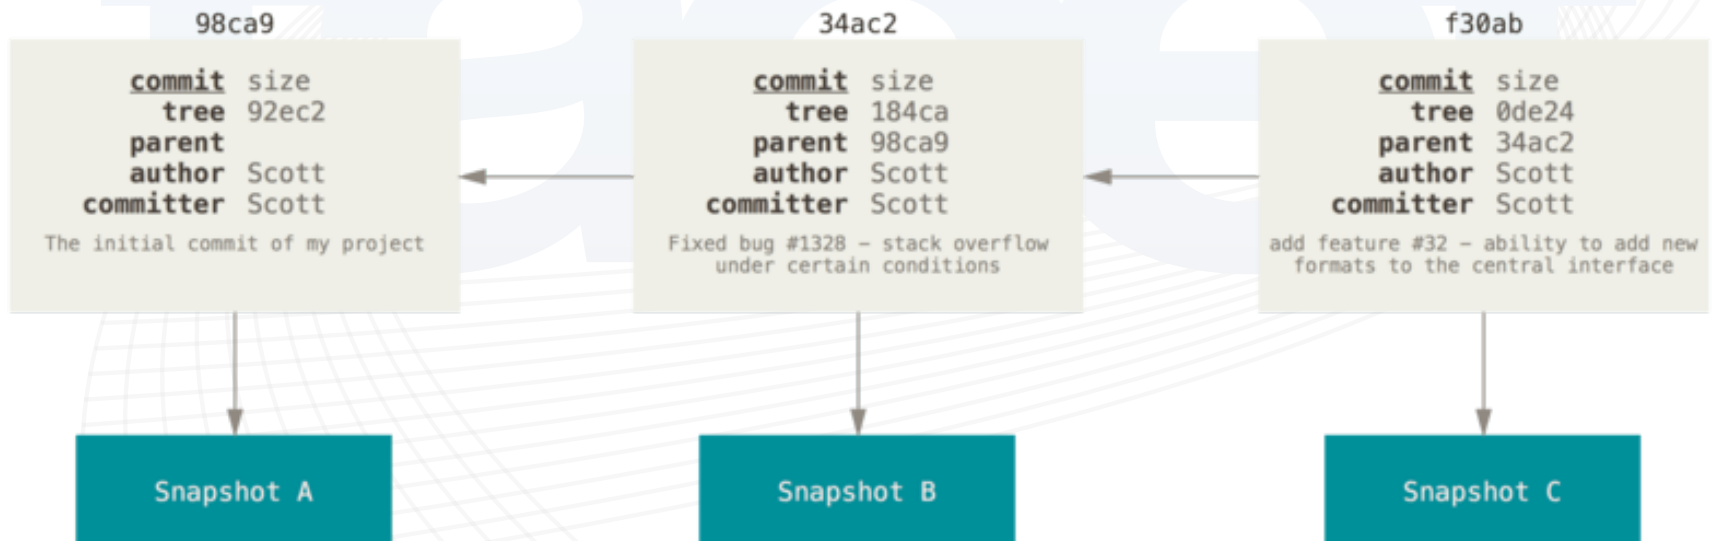 98ca9
commit size
tree 92ec2
parent
author Scott
committer Scott
The initial commit of my project
34ac2
commit size
tree 184ca
parent 98ca9
author Scott
committer Scott
Fixed bug #1328 – stack overflow
under certain conditions
f30ab
commit size
tree 0de24
parent 34ac2
author Scott
committer Scott
add feature #32 – ability to add new
formats to the central interface
Snapshot A
Snapshot B
Snapshot C